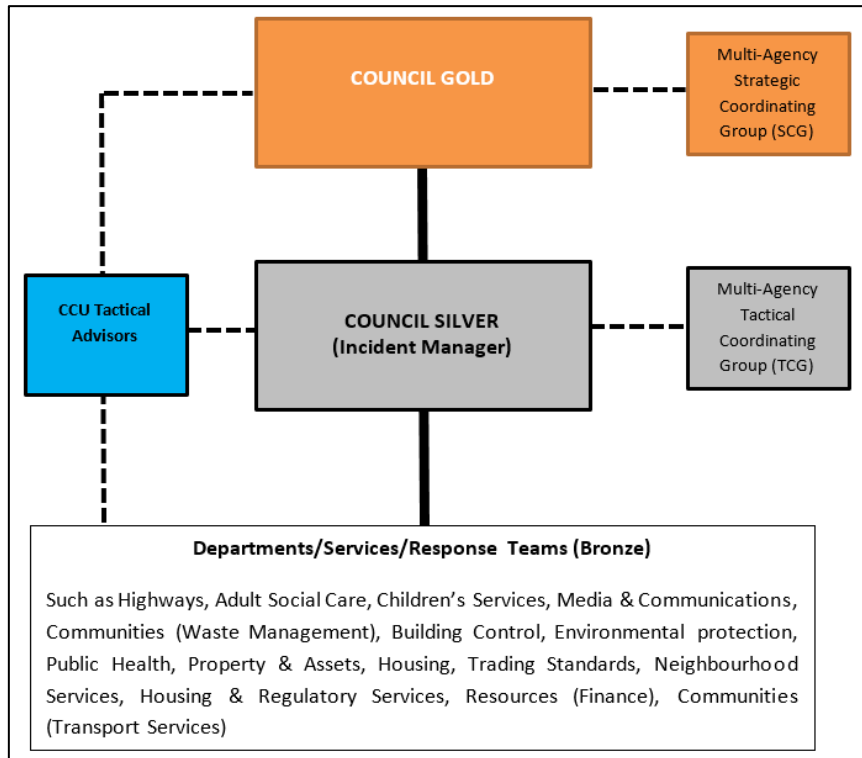 COUNCIL GOLD
Multi-Agency
Strategic
Coordinating
Group (SCG)
CCU Tactical
Advisors
COUNCIL SILVER
(Incident Manager)
Multi-Agency
Tactical
Coordinating
Group (TCG)
Departments/Services/Response Teams (Bronze)
Such as Highways, Adult Social Care, Children’s Services, Media & Communications,
Communities (Waste Management), Building Control, Environmental protection,
Public Health, Property & Assets, Housing, Trading Standards, Neighbourhood
Services, Housing & Regulatory Services, Resources (Finance), Communities
(Transport Services)